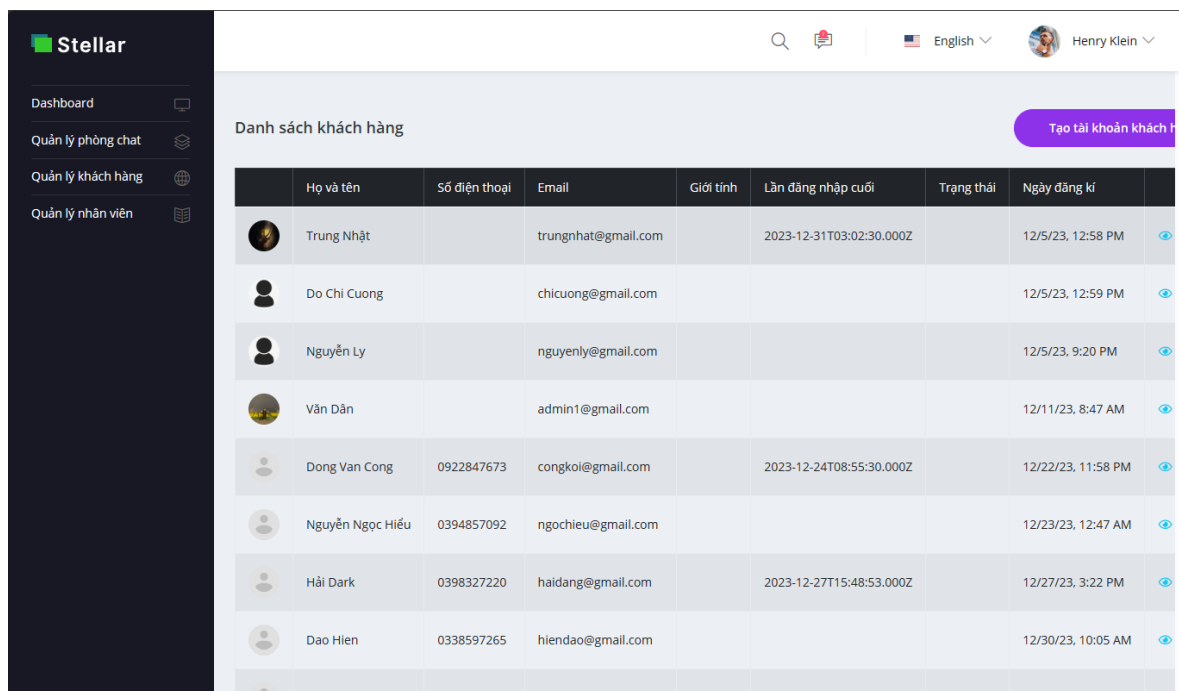 Stellar
English
Henry Klein
Dashboard
Quản lý phòng chat
Quản lý khách hàng
Quản lý nhân viên
Danh sách khách hàng
Tạo tài khoản khách h
Họ và tên Số điện thoại Email Giới tính Lần đăng nhập cuối Trạng thái Ngày đăng kí
Trung Nhật trungnhat@gmail.com 2023-12-31T03:02:30.000Z 12/5/23, 12:58 PM
Do Chi Cuong chicuong@gmail.com 12/5/23, 12:59 PM
Nguyễn Ly nguyenly@gmail.com 12/5/23, 9:20 PM
Văn Dân admin1@gmail.com 12/11/23, 8:47 AM
Dong Van Cong 0922847673 congkoi@gmail.com 2023-12-24T08:55:30.000Z 12/22/23, 11:58 PM
Nguyễn Ngọc Hiếu 0394857092 ngochieu@gmail.com 12/23/23, 12:47 AM
Hải Dark 0398327220 haidang@gmail.com 2023-12-27T15:48:53.000Z 12/27/23, 3:22 PM
Dao Hien 0338597265 hiendao@gmail.com 12/30/23, 10:05 AM